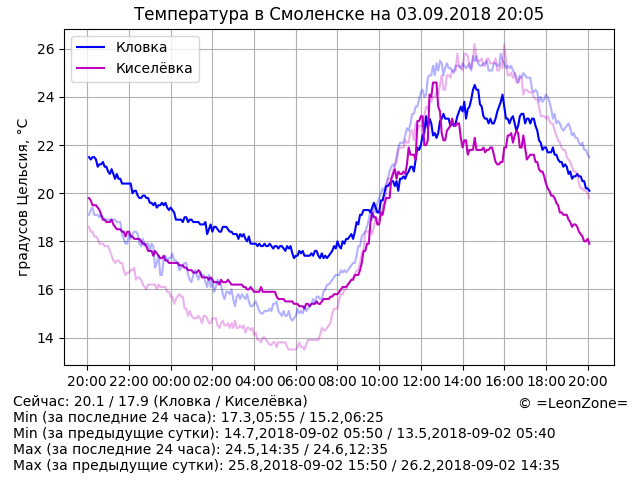 Температура в Смоленске на 03.09.2018 20:05
Кловка
Киселёвка
градусов Цельсия, °C
26
24
22
20
18
16
14
20:00 22:00 00:00 02:00 04:00 06:00 08:00 10:00 12:00 14:00 16:00 18:00 20:00
Сейчас: 20.1 / 17.9 (Кловка / Киселёвка)
© =LeonZone=
Min (за последние 24 часа): 17.3,05:55 / 15.2,06:25
Min (за предыдущие сутки): 14.7,2018-09-02 05:50 / 13.5,2018-09-02 05:40
Max (за последние 24 часа): 24.5,14:35 / 24.6,12:35
Max (за предыдущие сутки): 25.8,2018-09-02 15:50 / 26.2,2018-09-02 14:35